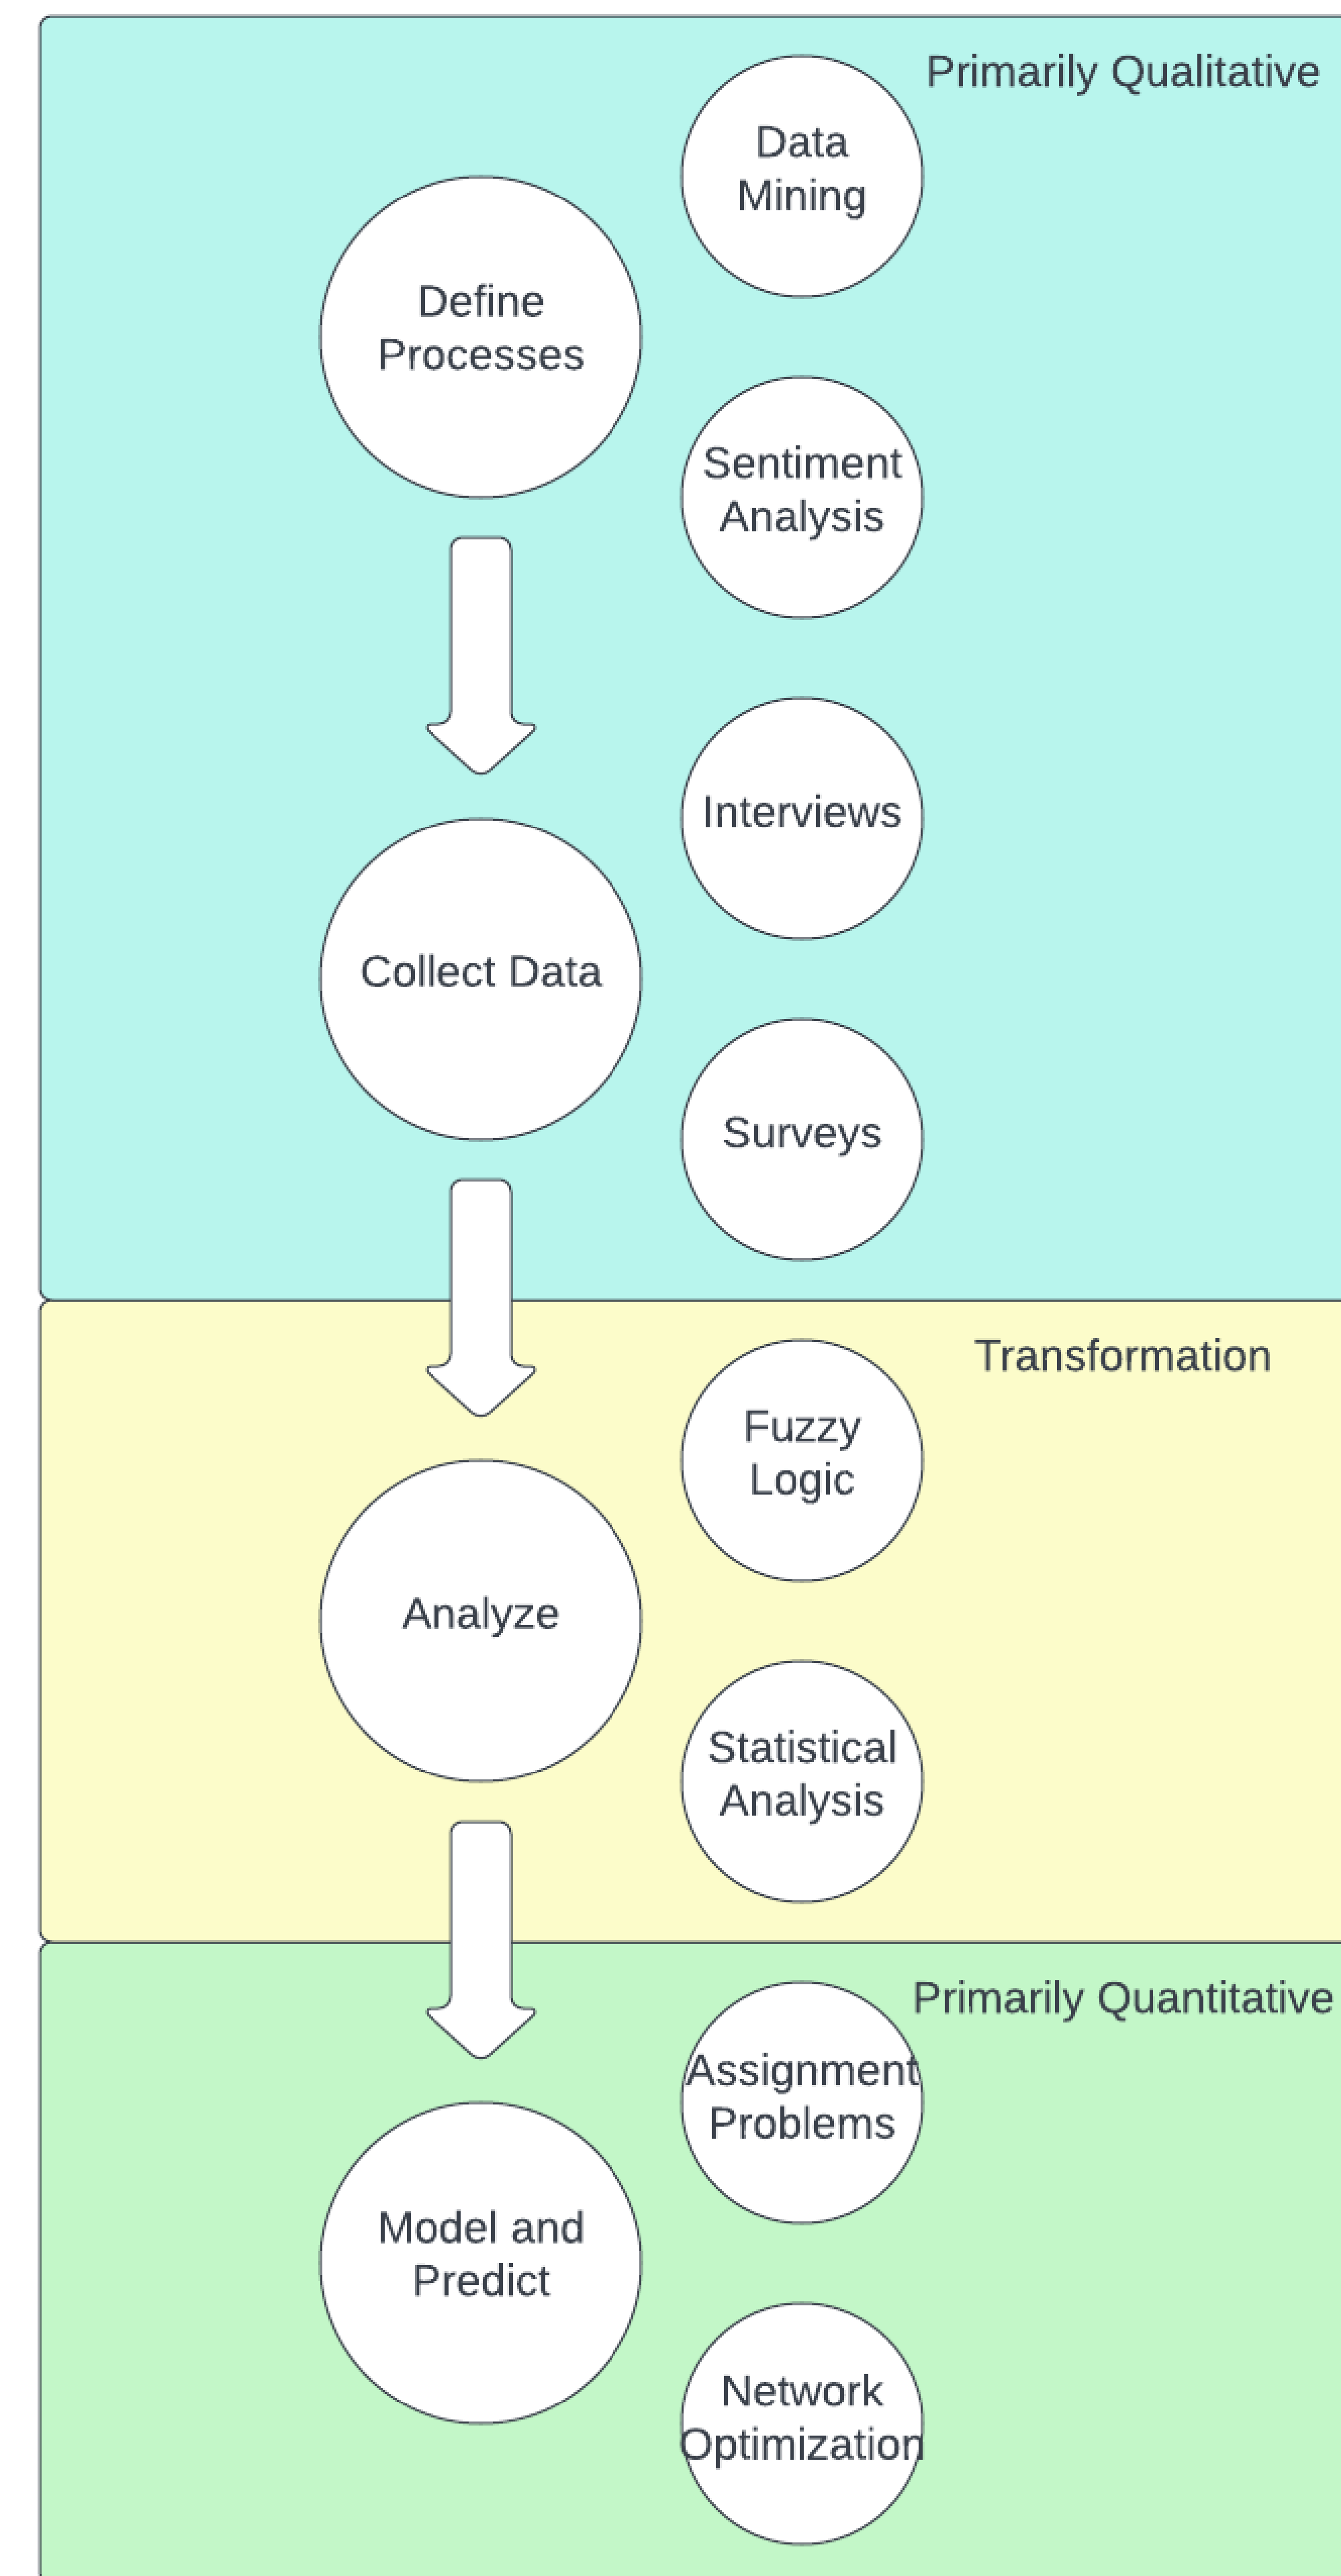 Primarily Qualitative
Data
Mining
Define
Processes
Sentiment
Analysis
Interviews
Collect Data
Surveys
Transformation
Fuzzy
Logic
Analyze
Statistical
Analysis
Primarily Quantitative
Assignment
Problems
Model and
Predict
Network
Optimization